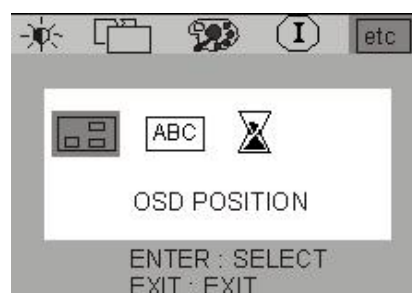 I etc
ABC
OSD POSITION
ENTER : SELECT
EXIT : EXIT